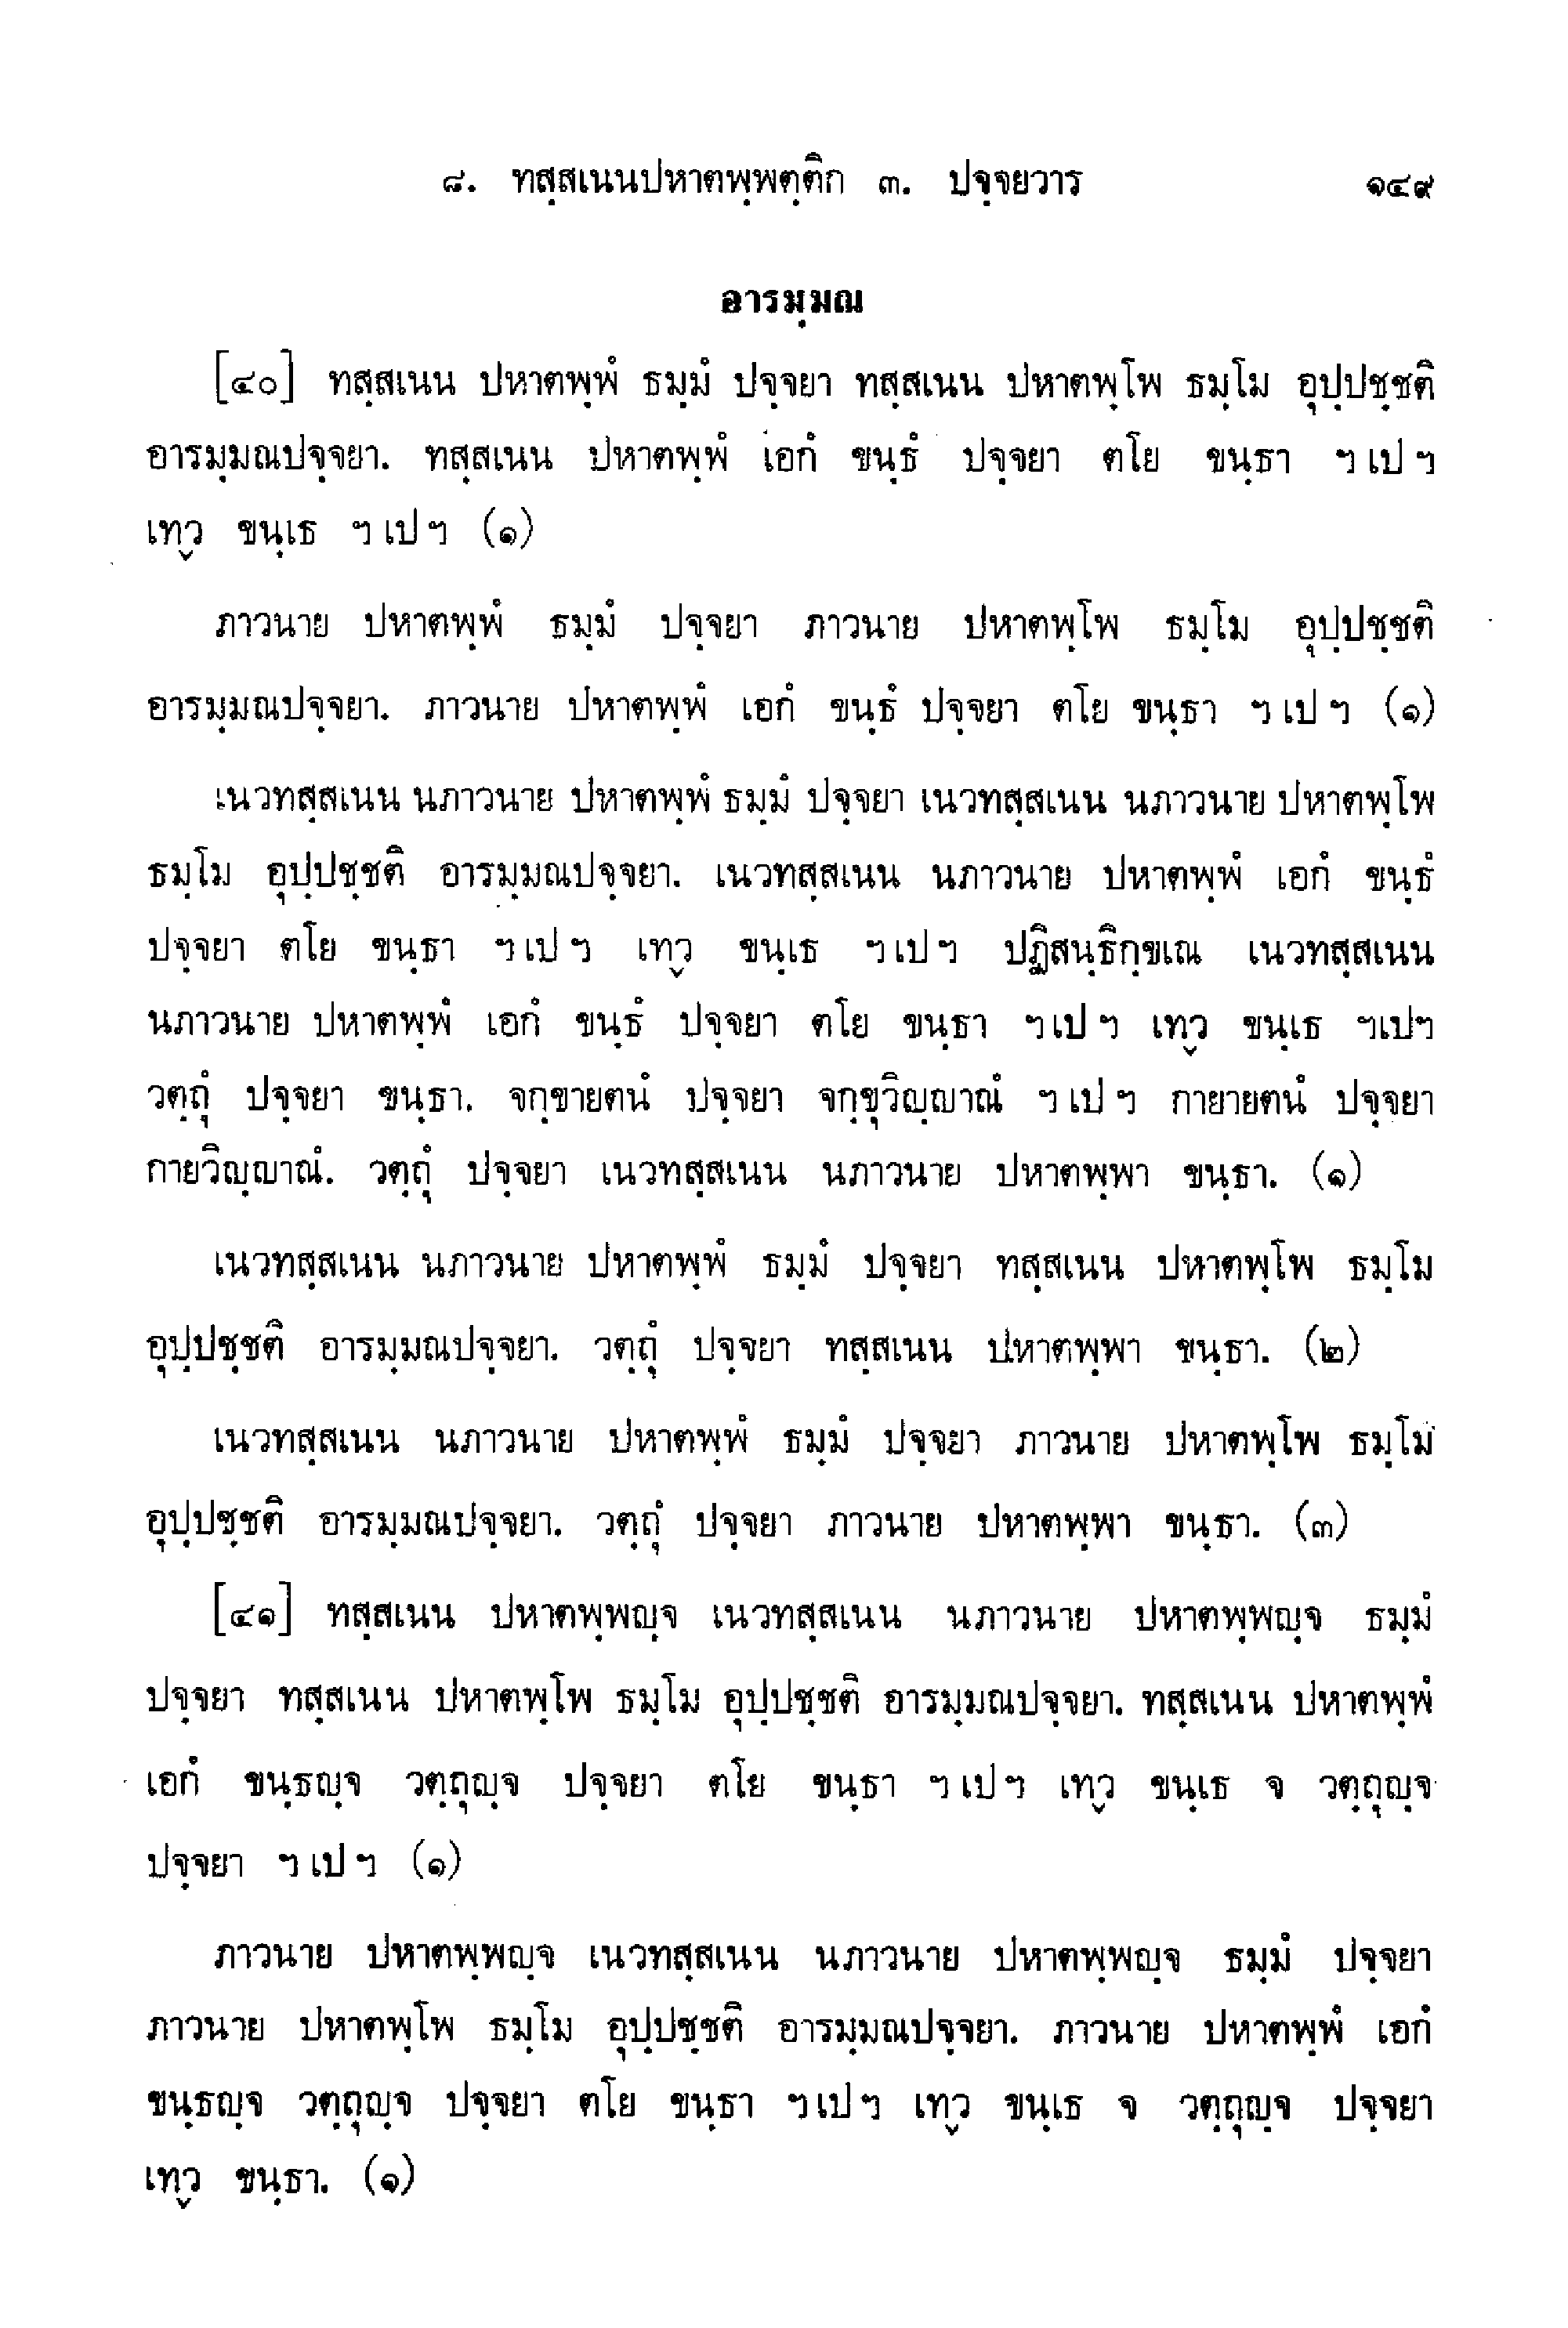 ๘. ทสฺสเนนปหาตพฺพตฺติก ๓. ปจฺจยวาร ๑๔๙
อารมฺมณ
[๔๐] ทสฺสเนน ปหาตพฺพํ ธมฺมํ ปจฺจยา ทสฺสเนน ปหาตพฺโพ ธมฺโม อุปฺปชฺชติ
อารมฺมณปจฺจยา. ทสฺสเนน ปหาตพฺพํ เอกํ ขนฺธํ ปจฺจยา ตโย ขนฺธา ฯ เป ฯ
เทฺว ขนฺเธ ฯ เป ฯ (๑)
ภาวนาย ปหาตพฺพํ ธมฺมํ ปจฺจยา ภาวนาย ปหาตพฺโพ ธมฺโม อุปฺปชฺชติ
อารมฺมณปจฺจยา. ภาวนาย ปหาตพฺพํ เอกํ ขนฺธํ ปจฺจยา ตโย ขนฺธา ฯ เป ฯ (๑)
เนวทสฺสเนน นภาวนาย ปหาตพฺพํ ธมฺมํ ปจฺจยา เนวทสฺสเนน นภาวนาย ปหาตพฺโพ
ธมฺโม อุปฺปชฺชติ อารมฺมณปจฺจยา. เนวทสฺสเนน นภาวนาย ปหาตพฺพํ เอกํ ขนฺธํ
ปจฺจยา ตโย ขนฺธา ฯ เป ฯ เทฺว ขนฺเธ ฯ เป ฯ ปฏิสนฺธิกฺขเณ เนวทสฺสเนน
นภาวนาย ปหาตพฺพํ เอกํ ขนฺธํ ปจฺจยา ตโย ขนฺธา ฯ เป ฯ เทฺว ขนฺเธ ฯเปฯ
วตฺถุํ ปจฺจยา ขนฺธา. จกฺขายตนํ ปจฺจยา จกฺขุวิญฺญาณํ ฯ เป ฯ กายายตนํ ปจฺจยา
กายวิญฺญาณํ. วตฺถุํ ปจฺจยา เนวทสฺสเนน นภาวนาย ปหาตพฺพา ขนฺธา. (๑)
เนวทสฺสเนน นภาวนาย ปหาตพฺพํ ธมฺมํ ปจฺจยา ทสฺสเนน ปหาตพฺโพ ธมฺโม
อุปฺปชฺชติ อารมฺมณปจฺจยา. วตฺถุํ ปจฺจยา ทสฺสเนน ปหาตพฺพา ขนฺธา. (๒)
เนวทสฺสเนน นภาวนาย ปหาตพฺพํ ธมฺมํ ปจฺจยา ภาวนาย ปหาตพฺโพ ธมฺโม
อุปฺปชฺชติ อารมฺมณปจฺจยา. วตฺถุํ ปจฺจยา ภาวนาย ปหาตพฺพา ขนฺธา. (๓)
[๔๑] ทสฺสเนน ปหาตพฺพญฺจ เนวทสฺสเนน นภาวนาย ปหาตพฺพญฺจ ธมฺมํ
ปจฺจยา ทสฺสเนน ปหาตพฺโพ ธมฺโม อุปฺปชฺชติ อารมฺมณปจฺจยา. ทสฺสเนน ปหาตพฺพํ
เอกํ ขนฺธญฺจ วตฺถุญฺจ ปจฺจยา ตโย ขนฺธา ฯ เป ฯ เทฺว ขนฺเธ จ วตฺถุญฺจ
ปจฺจยา ฯ เป ฯ (๑)
ภาวนาย ปหาตพฺพญฺจ เนวทสฺสเนน นภาวนาย ปหาตพฺพญฺจ ธมฺมํ ปจฺจยา
ภาวนาย ปหาตพฺโพ ธมฺโม อุปฺปชฺชติ อารมฺมณปจฺจยา. ภาวนาย ปหาตพฺพํ เอกํ
ขนฺธญฺจ วตฺถุญฺจ ปจฺจยา ตโย ขนฺธา ฯ เป ฯ เทฺว ขนฺเธ จ วตฺถุญฺจ ปจฺจยา
เทฺว ขนฺธา. (๑)